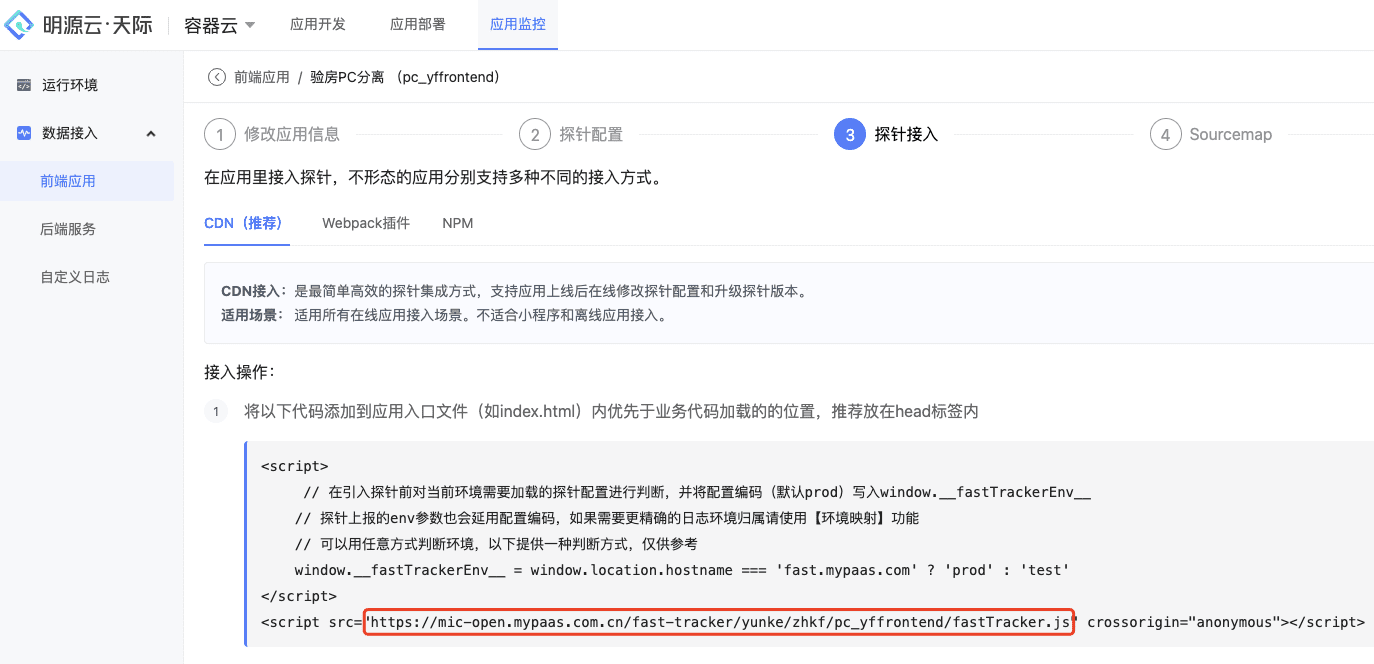 明源云·天际 容器云 应用开发 应用部署 应用监控
运行环境
数据接入
前端应用
后端服务
自定义日志
前端应用 / 验房PC分离 （pc_yffrontend）
1 修改应用信息 2 探针配置 3 探针接入 4 Sourcemap
在应用里接入探针，不形态的应用分别支持多种不同的接入方式。
CDN（推荐） Webpack插件 NPM
CDN接入： 是最简单高效的探针集成方式，支持应用上线后在线修改探针配置和升级探针版本。
适用场景： 适用所有在线应用接入场景。不适合小程序和离线应用接入。
接入操作：
1 将以下代码添加到应用入口文件（如index.html）内优先于业务代码加载的的位置，推荐放在head标签内
<script>
// 在引入探针前对当前环境需要加载的探针配置进行判断，并将配置编码（默认prod）写入window.__fastTrackerEnv__
// 探针上报的env参数也会延用配置编码，如果需要更精确的日志环境归属请使用【环境映射】功能
// 可以用任意方式判断环境，以下提供一种判断方式，仅供参考
window.__fastTrackerEnv__ = window.location.hostname === 'fast.mypaas.com' ? 'prod' : 'test'
</script>
<script src="https://mic-open.mypaas.com.cn/fast-tracker/yunke/zhkf/pc_yffrontend/fastTracker.js" crossorigin="anonymous"></script>